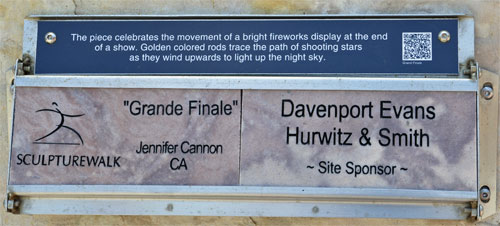 The piece celebrates the movement of a bright fireworks display at the end
of a show. Golden colored rods trace the path of shooting stars
as they wind upwards to light up the night sky.
"Grande Finale"
Jennifer Cannon
CA
SCULPTUREWALK
Davenport Evans
Hurwitz & Smith
~ Site Sponsor ~